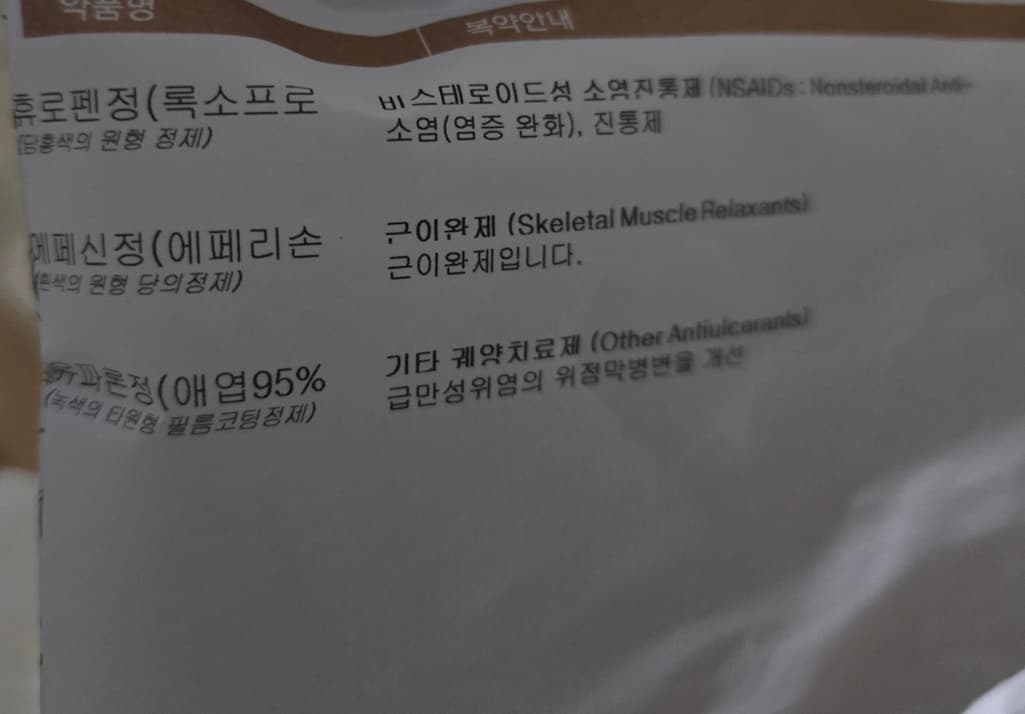 약품명
복약안내
휴로펜정(록소프로
(담홍색의 원형 정제)
비스테로이드성 소염진통제 (NSAIDs : Nonsteroidal Anti-
소염(염증 완화), 진통제
에페신정(에페리손
(흰색의 원형 당의정제)
근이완제 (Skeletal Muscle Relaxants)
근이완제입니다.
(애엽95%
(녹색의 타원형 필름코팅정제)
기타 궤양치료제 (Other Antiulcerants)
급만성위염의 위점막병변을 개선